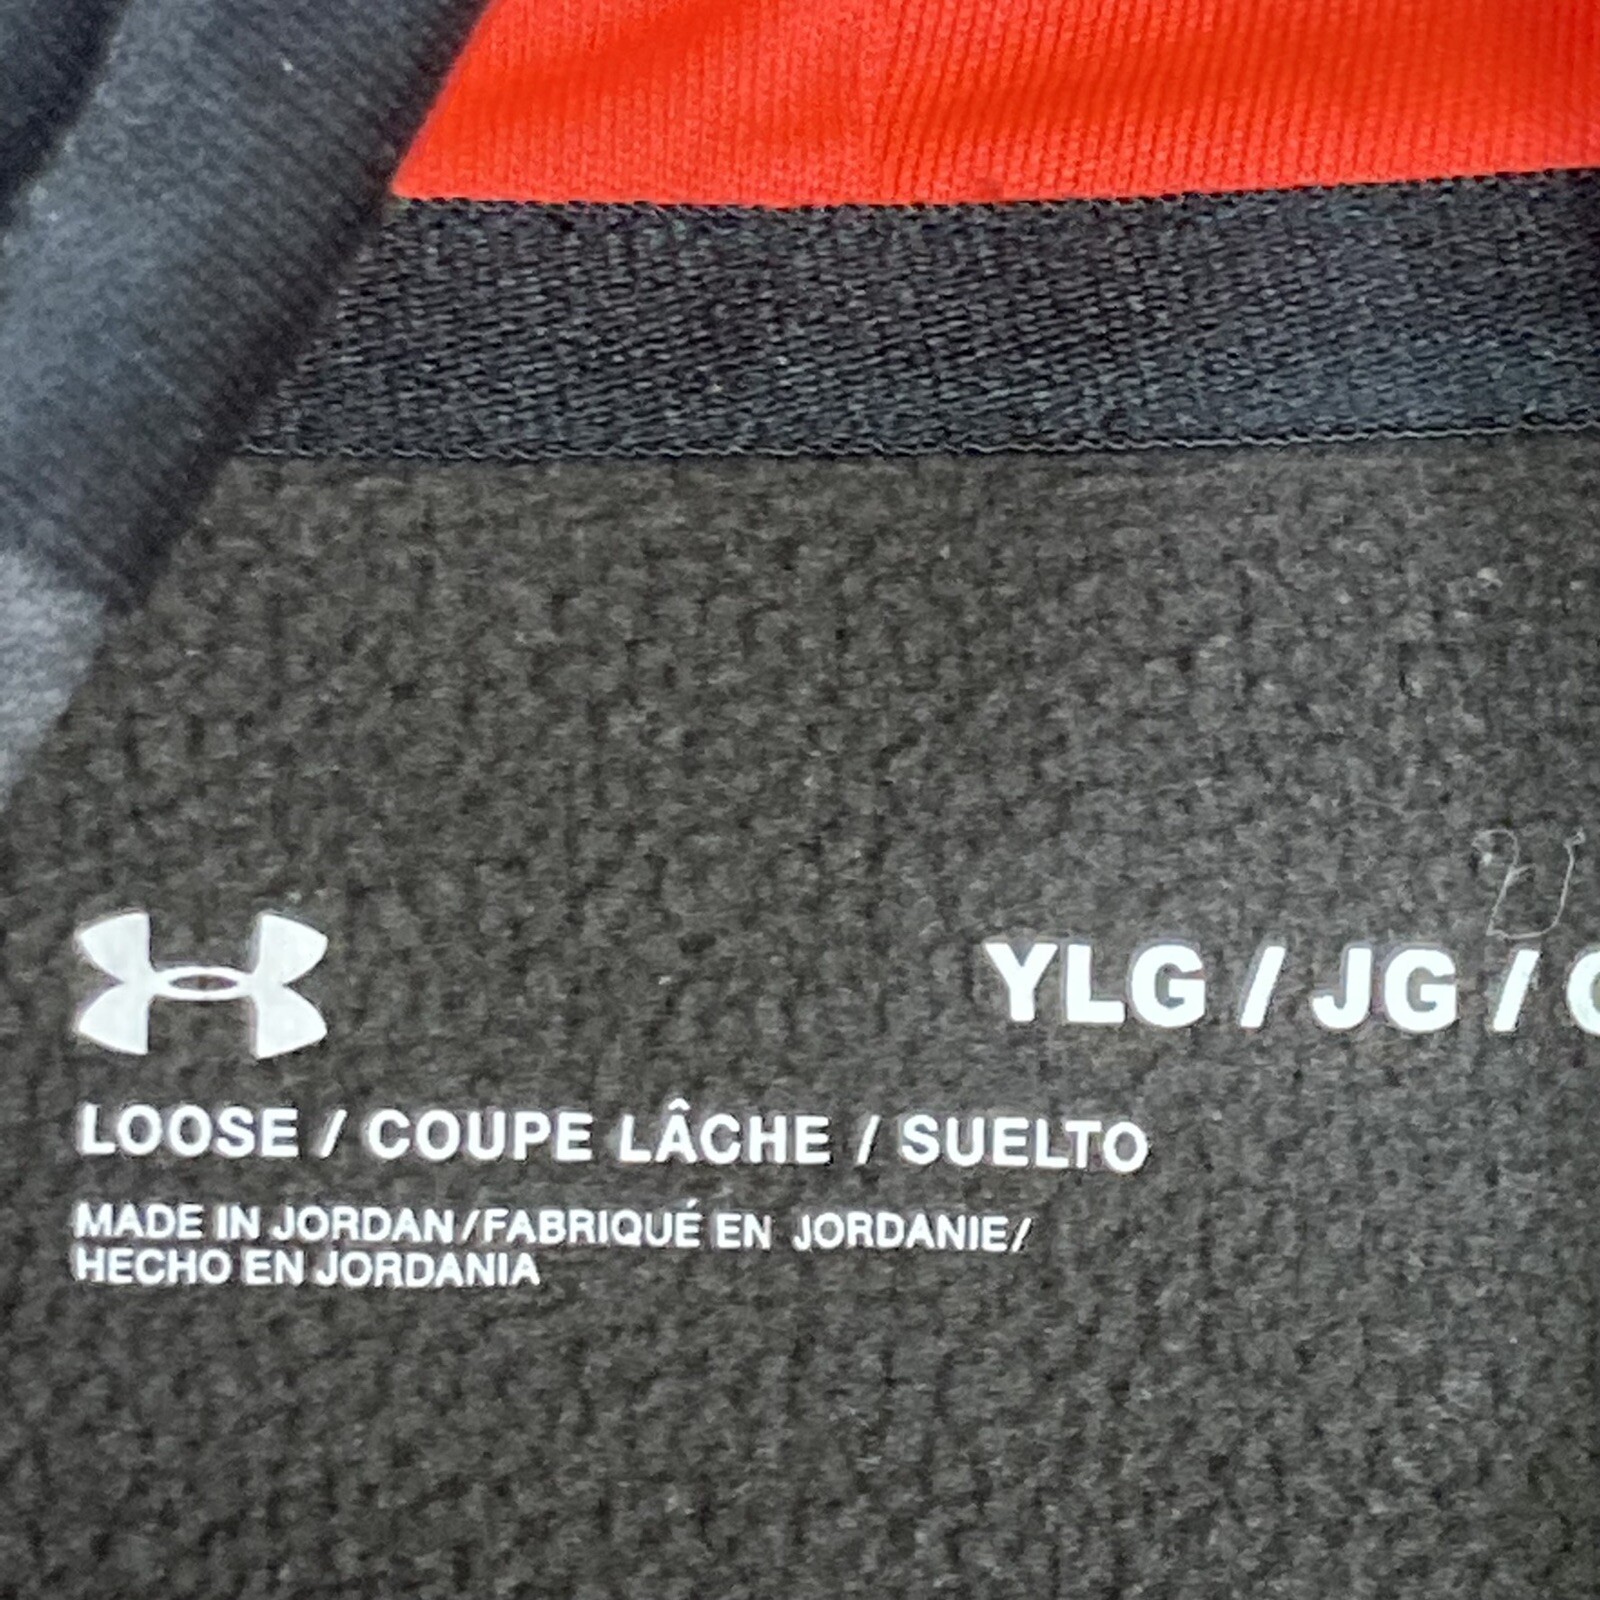 YLG / JG /
LOOSE / COUPE LÂCHE / SUELTO
MADE IN JORDAN/FABRIQUÉ EN JORDANIE/
HECHO EN JORDANIA